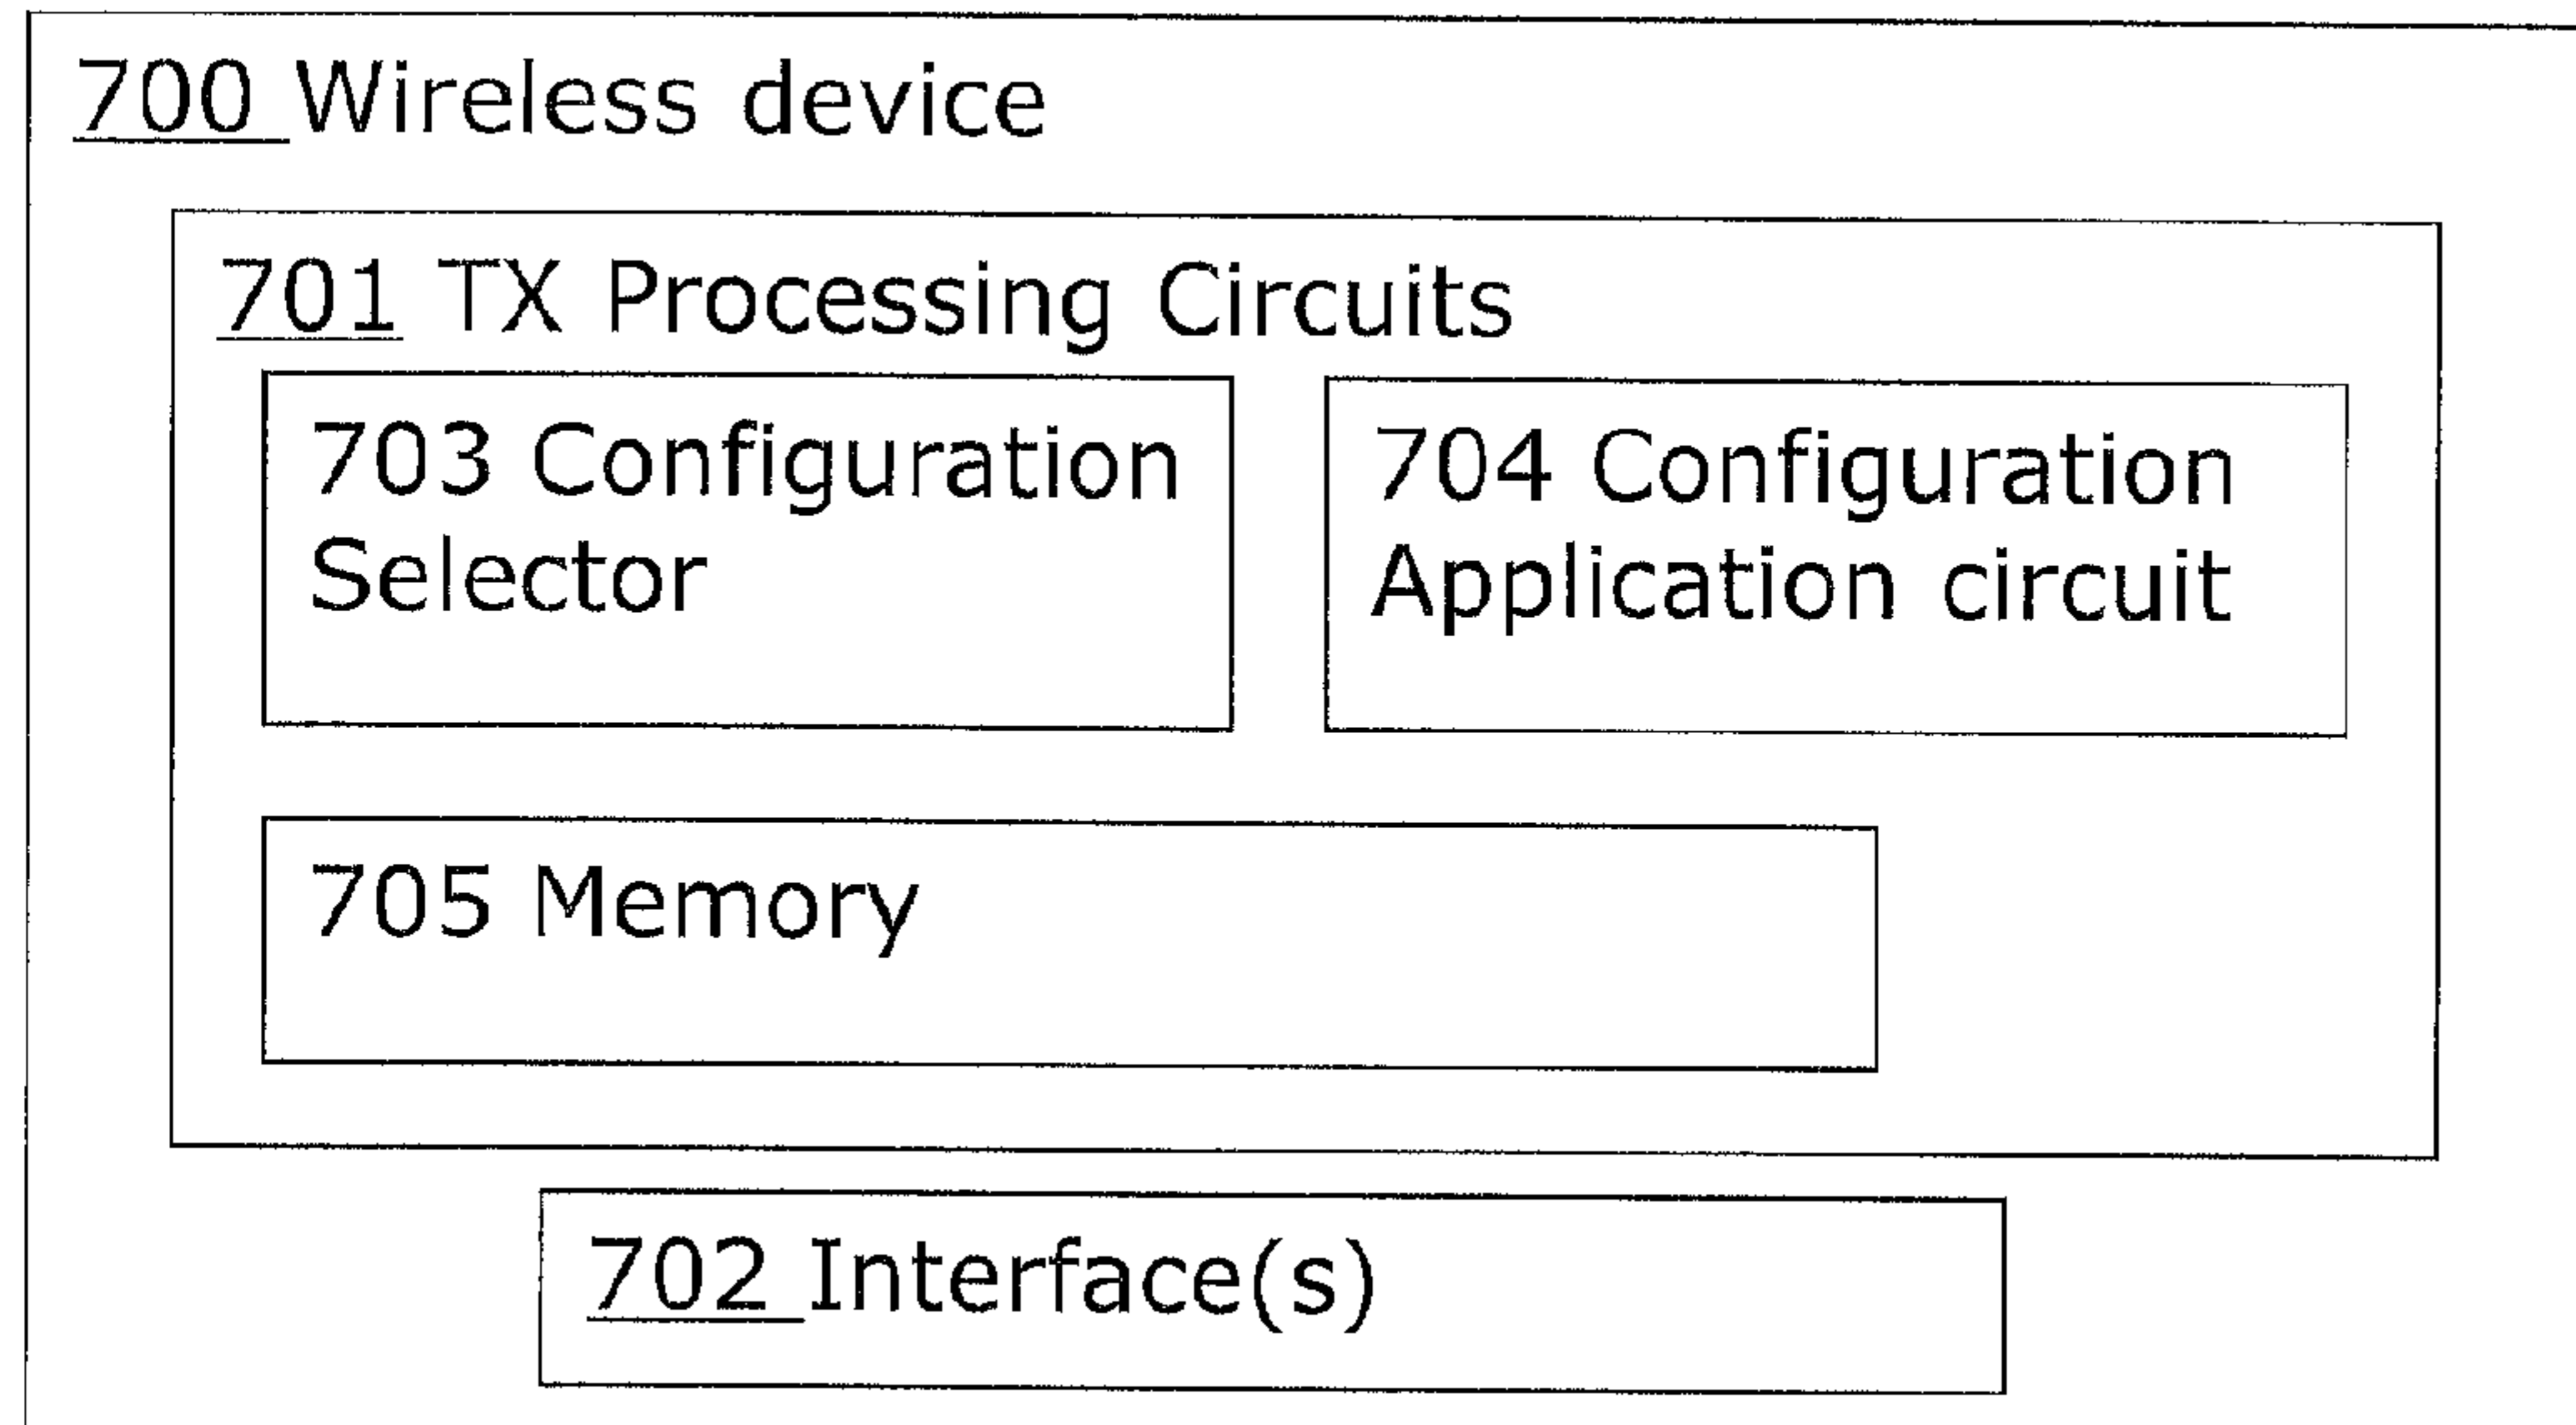 700 Wireless device
701 TX Processing Circuits
703 Configuration
Selector
704 Configuration
Application circuit
705 Memory
702 Interface(s)